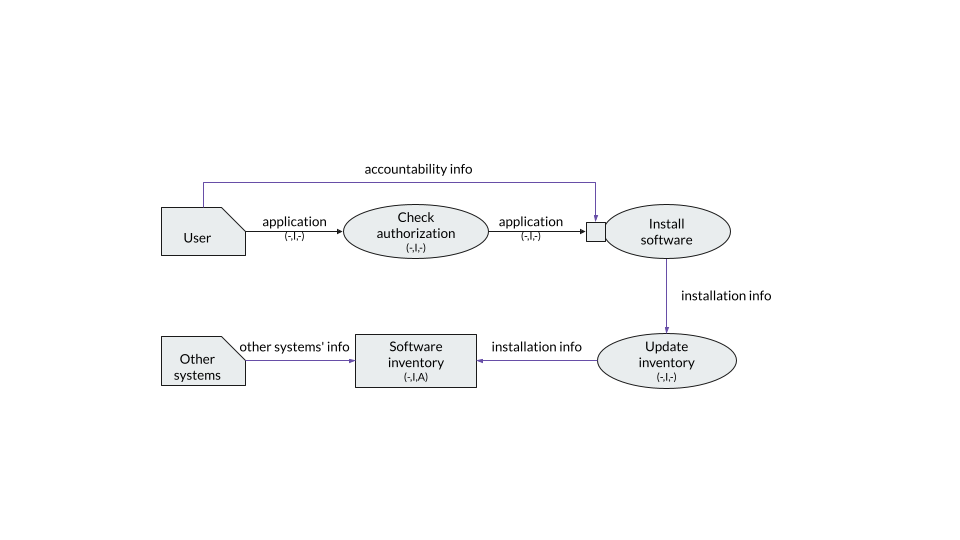 accountability info
User
application
(-,I,-)
Check
authorization
(-,I,-)
application
(-,I,-)
Install
software
installation info
Other
systems
other systems' info
Software
inventory
(-,I,A)
installation info
Update
inventory
(-,I,-)